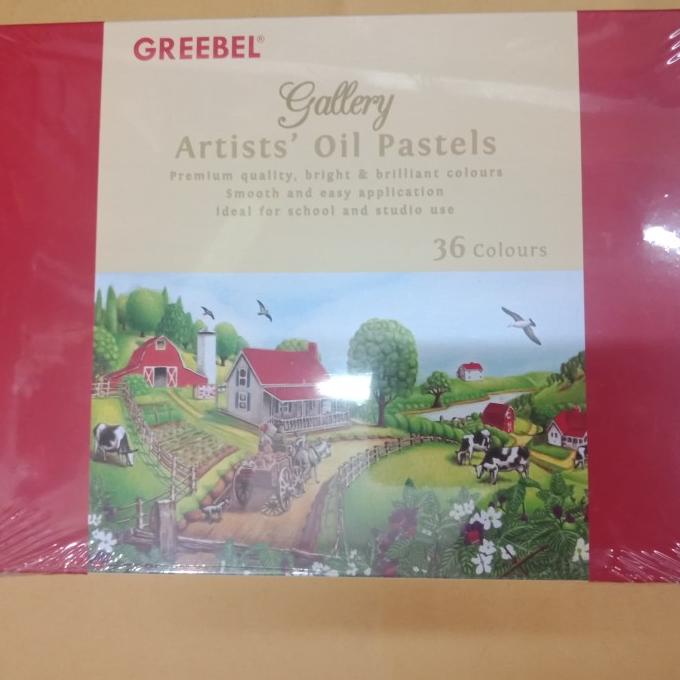 GREEBEL®
Gallery
Artists' Oil Pastels
Premium quality, bright & brilliant colours
Smooth and easy application
Ideal for school and studio use
36 Colours